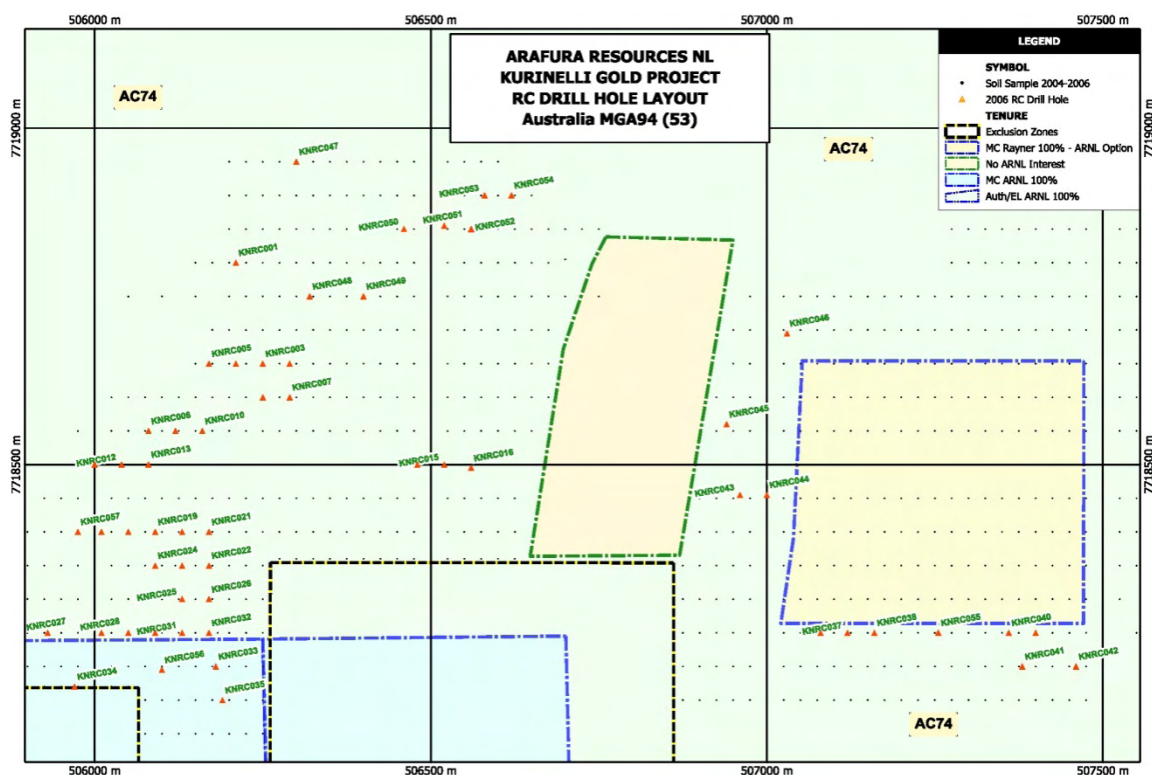 506000 m
506500 m
507000 m
507500 m
ARAFURA RESOURCES NL
KURINELLI GOLD PROJECT
RC DRILL HOLE LAYOUT
Australia MGA94 (53)
LEGEND
SYMBOL
Soil Sample 2004-2006
2006 RC Drill Hole
TENURE
Exclusion Zones
MC Rayner 100% - ARNL Option
No ARNL Interest
MC ARNL 100%
Auth/EL ARNL 100%
AC74
AC74
7719000 m
7719000 m
KNRC047
KNRC053
KNRC054
KNRC050
KNRC051
KNRC052
KNRC001
KNRC048
KNRC049
KNRC046
KNRC005
KNRC003
KNRC007
KNRC008
KNRC010
KNRC045
KNRC012
KNRC013
KNRC015
KNRC016
7718500 m
7718500 m
KNRC043
KNRC044
KNRC057
KNRC019
KNRC021
KNRC024
KNRC022
KNRC025
KNRC026
KNRC027
KNRC028
KNRC031
KNRC032
KNRC037
KNRC038
KNRC055
KNRC040
KNRC034
KNRC056
KNRC033
KNRC041
KNRC042
KNRC035
AC74
506000 m
506500 m
507000 m
507500 m